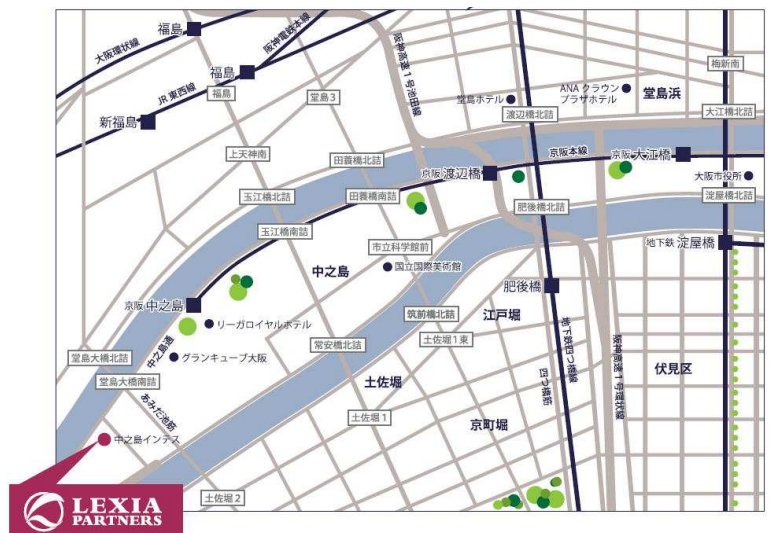 福島
大阪環状線
阪神電鉄本線
福島
JR 東西線
福島
新福島
堂島3
阪神高速1号池田線
堂島ホテル
ANA クラウン
プラザホテル
堂島浜
梅新南
渡辺橋北詰
大江橋北詰
上天神南
田蓑橋北詰
京阪本線
京阪 大江橋
京阪 渡辺橋
大阪市役所
玉江橋北詰
田蓑橋南詰
淀屋橋北詰
肥後橋北詰
玉江橋南詰
市立科学館前
地下鉄 淀屋橋
中之島
国立国際美術館
肥後橋
京阪 中之島
リーガロイヤルホテル
筑前橋北詰
江戸堀
土佐堀1東
常安橋北詰
中之島通
グランキューブ大阪
堂島大橋北詰
堂島大橋南詰
地下鉄四つ橋線
四つ橋筋
阪神高速1号環状線
伏見区
土佐堀
あみだ池筋
土佐堀1
京町堀
中之島インテス
土佐堀2
LEXIA
PARTNERS